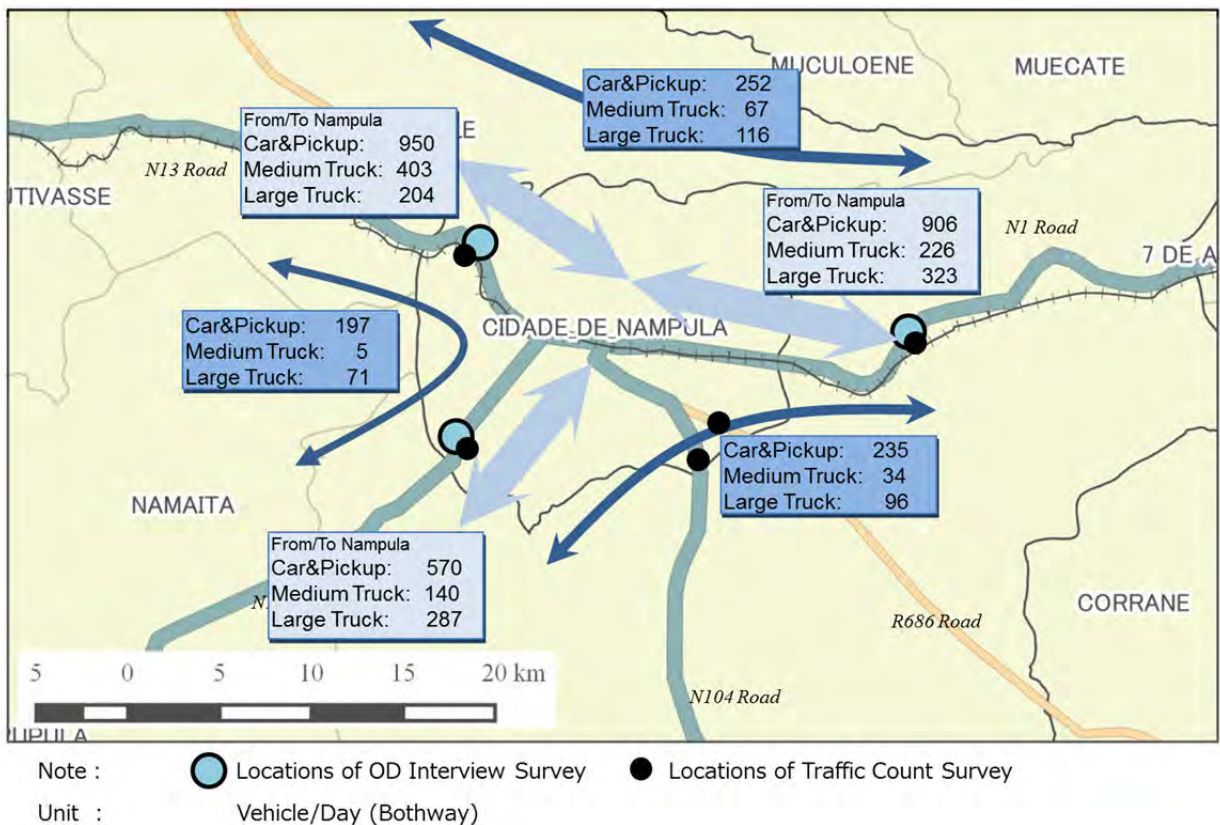 MUCULOENE
MUECATE
Car&Pickup: 252
Medium Truck: 67
Large Truck: 116
From/To Nampula
Car&Pickup: 950
Medium Truck: 403
Large Truck: 204
LE
N13 Road
UTIVASSE
From/To Nampula
Car&Pickup: 906
Medium Truck: 226
Large Truck: 323
N1 Road
7 DE A
CIDADE_DE_NAMPULA
Car&Pickup: 197
Medium Truck: 5
Large Truck: 71
Car&Pickup: 235
Medium Truck: 34
Large Truck: 96
NAMAITA
From/To Nampula
Car&Pickup: 570
Medium Truck: 140
Large Truck: 287
CORRANE
R686 Road
N104 Road
5 0 5 10 15 20 km
Note : Locations of OD Interview Survey Locations of Traffic Count Survey
Unit : Vehicle/Day (Bothway)